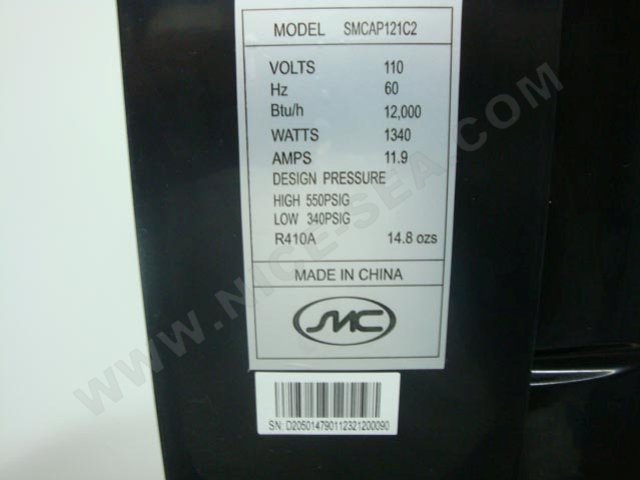 MODEL SMCAP121C2
VOLTS 110
Hz 60
Btu/h 12,000
WATTS 1340
AMPS 11.9
DESIGN PRESSURE
HIGH 550PSIG
LOW 340PSIG
R410A 14.8 ozs
MADE IN CHINA
SMC
SN: D205014790112321200090
WWW.NICE-SEA.COM